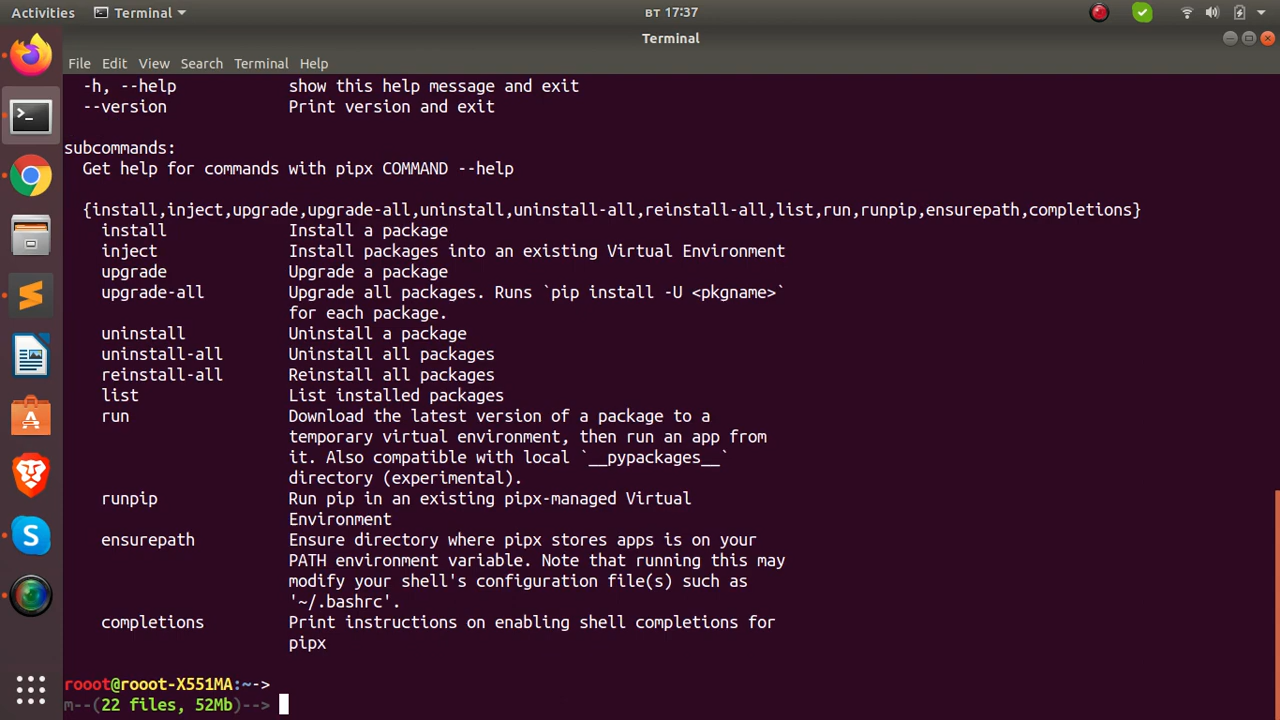 Activities Terminal вт 17:37
Terminal
File Edit View Search Terminal Help
-h, --help show this help message and exit
--version Print version and exit
subcommands:
Get help for commands with pipx COMMAND --help
{install,inject,upgrade,upgrade-all,uninstall,uninstall-all,reinstall-all,list,run,runpip,ensurepath,completions}
install Install a package
inject Install packages into an existing Virtual Environment
upgrade Upgrade a package
upgrade-all Upgrade all packages. Runs `pip install -U <pkgname>`
for each package.
uninstall Uninstall a package
uninstall-all Uninstall all packages
reinstall-all Reinstall all packages
list List installed packages
run Download the latest version of a package to a
temporary virtual environment, then run an app from
it. Also compatible with local `__pypackages__`
directory (experimental).
runpip Run pip in an existing pipx-managed Virtual
Environment
ensurepath Ensure directory where pipx stores apps is on your
PATH environment variable. Note that running this may
modify your shell's configuration file(s) such as
'~/.bashrc'.
completions Print instructions on enabling shell completions for
pipx
rooot@rooot-X551MA:~->
m--(22 files, 52Mb)-->